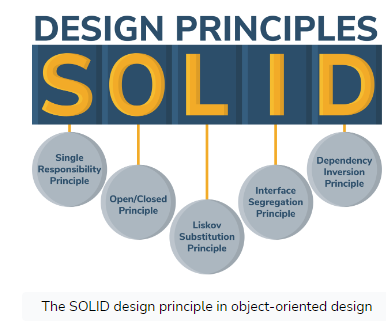 DESIGN PRINCIPLES
SOLID
Single
Responsibility
Principle
Open/Closed
Principle
Liskov
Substitution
Principle
Interface
Segregation
Principle
Dependency
Inversion
Principle
The SOLID design principle in object-oriented design